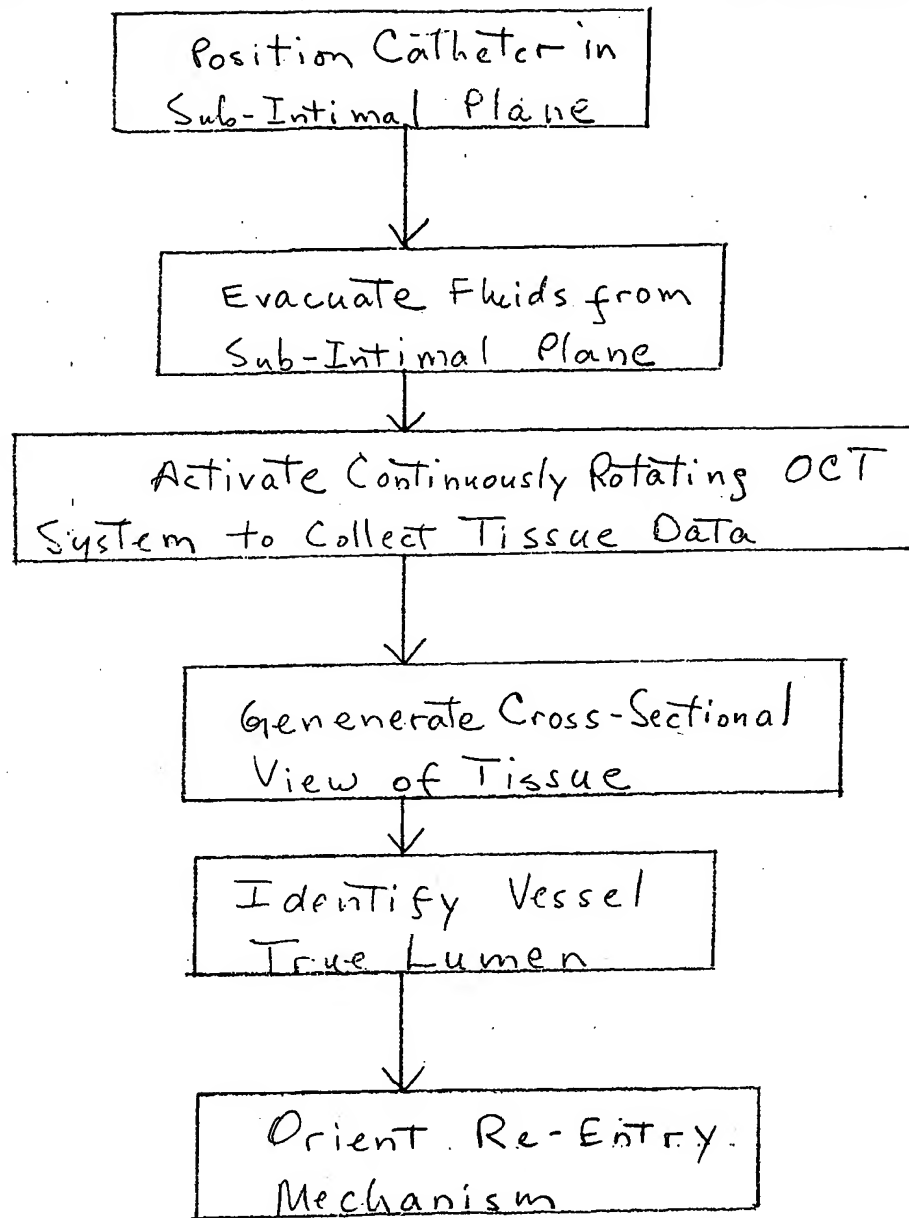 Position Catheter in
Sub-Intimal Plane
Evacuate Fluids from
Sub-Intimal Plane
Activate Continuously Rotating OCT
System to Collect Tissue Data
Genenerate Cross-Sectional
View of Tissue
Identify Vessel
True Lumen
Orient Re-Entry
Mechanism